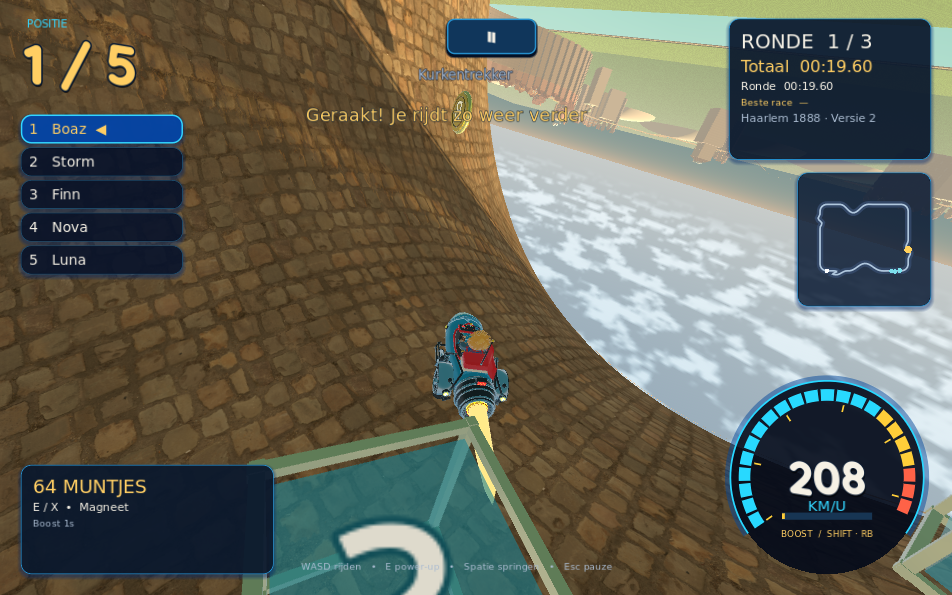 POSITIE
1 / 5
1 Boaz ◀
2 Storm
3 Finn
4 Nova
5 Luna
Kurkentrekker
Geraakt! Je rijdt zo weer verder
RONDE 1 / 3
Totaal 00:19.60
Ronde 00:19.60
Beste race —
Haarlem 1888 · Versie 2
64 MUNTJES
E / X • Magneet
Boost 1s
208
KM/U
BOOST / SHIFT · RB
?
WASD rijden • E power-up • Spatie springen • Esc pauze